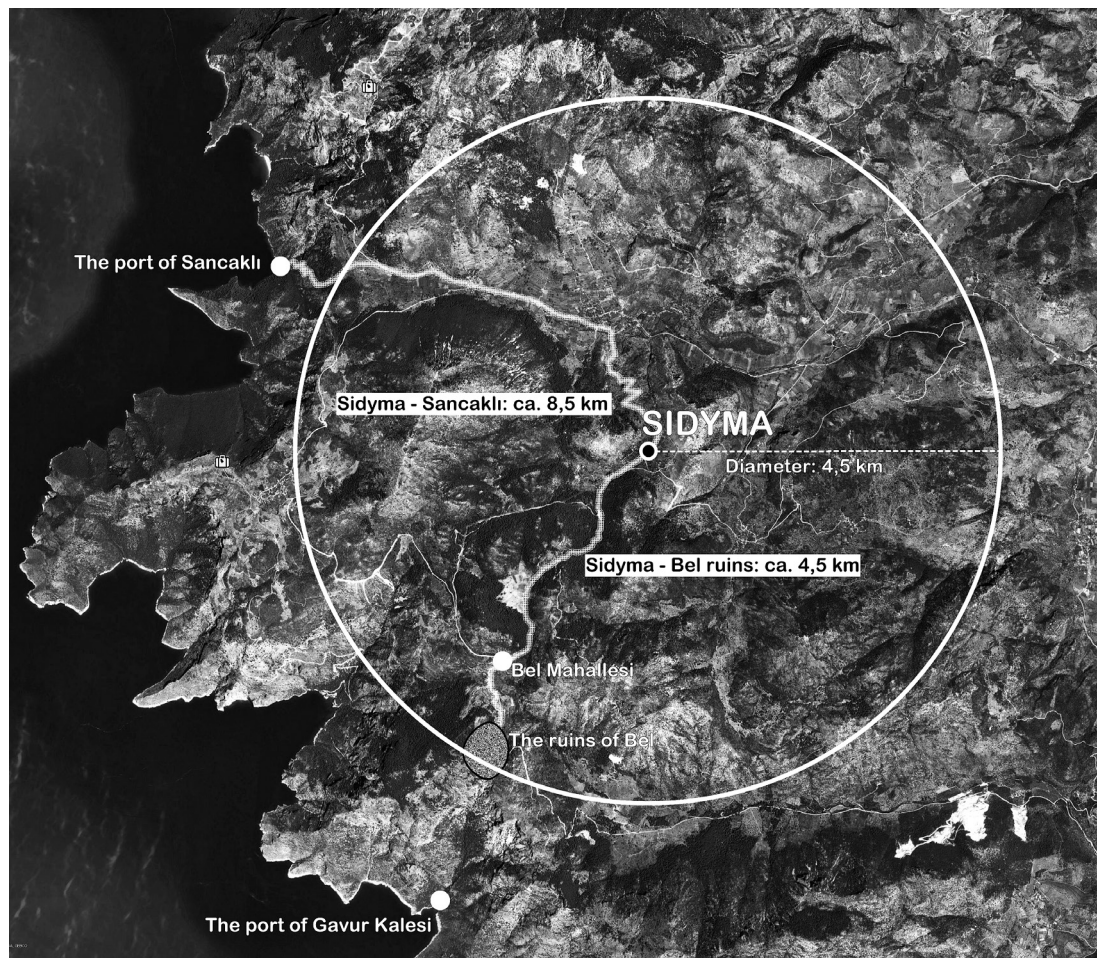 The port of Sancaklı
Sidyma - Sancaklı: ca. 8,5 km
SIDYMA
Diameter: 4,5 km
Sidyma - Bel ruins: ca. 4,5 km
Bel Mahallesi
The ruins of Bel
The port of Gavur Kalesi